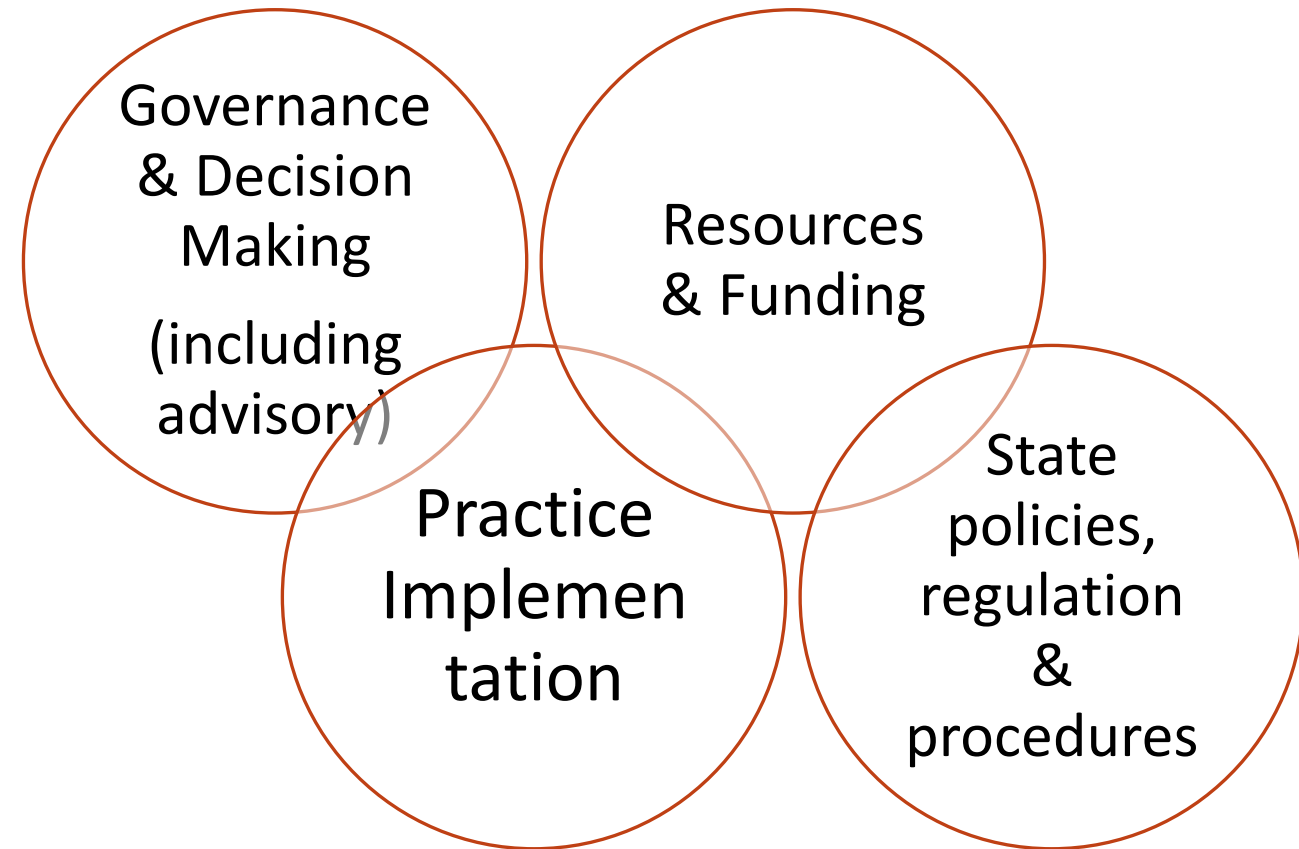 Governance
& Decision
Making
(including
advisory)
Resources
& Funding
Practice
Implemen
tation
State
policies,
regulation
&
procedures